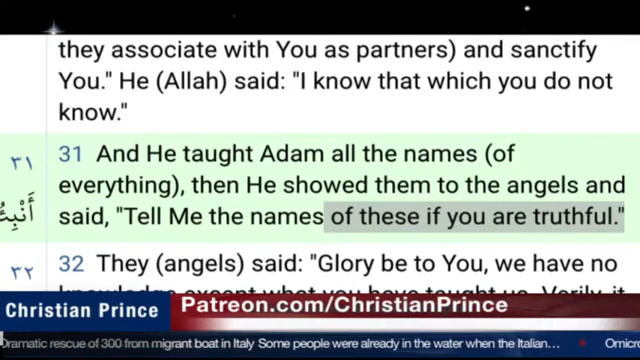 they associate with You as partners) and sanctify
You." He (Allah) said: "I know that which you do not
know."
٣١ 31 And He taught Adam all the names (of
everything), then He showed them to the angels and
said, "Tell Me the names of these if you are truthful."
٣٢ 32 They (angels) said: "Glory be to You, we have no
Christian Prince Patreon.com/ChristianPrince
Dramatic rescue of 300 from migrant boat in Italy Some people were already in the water when the Italian...